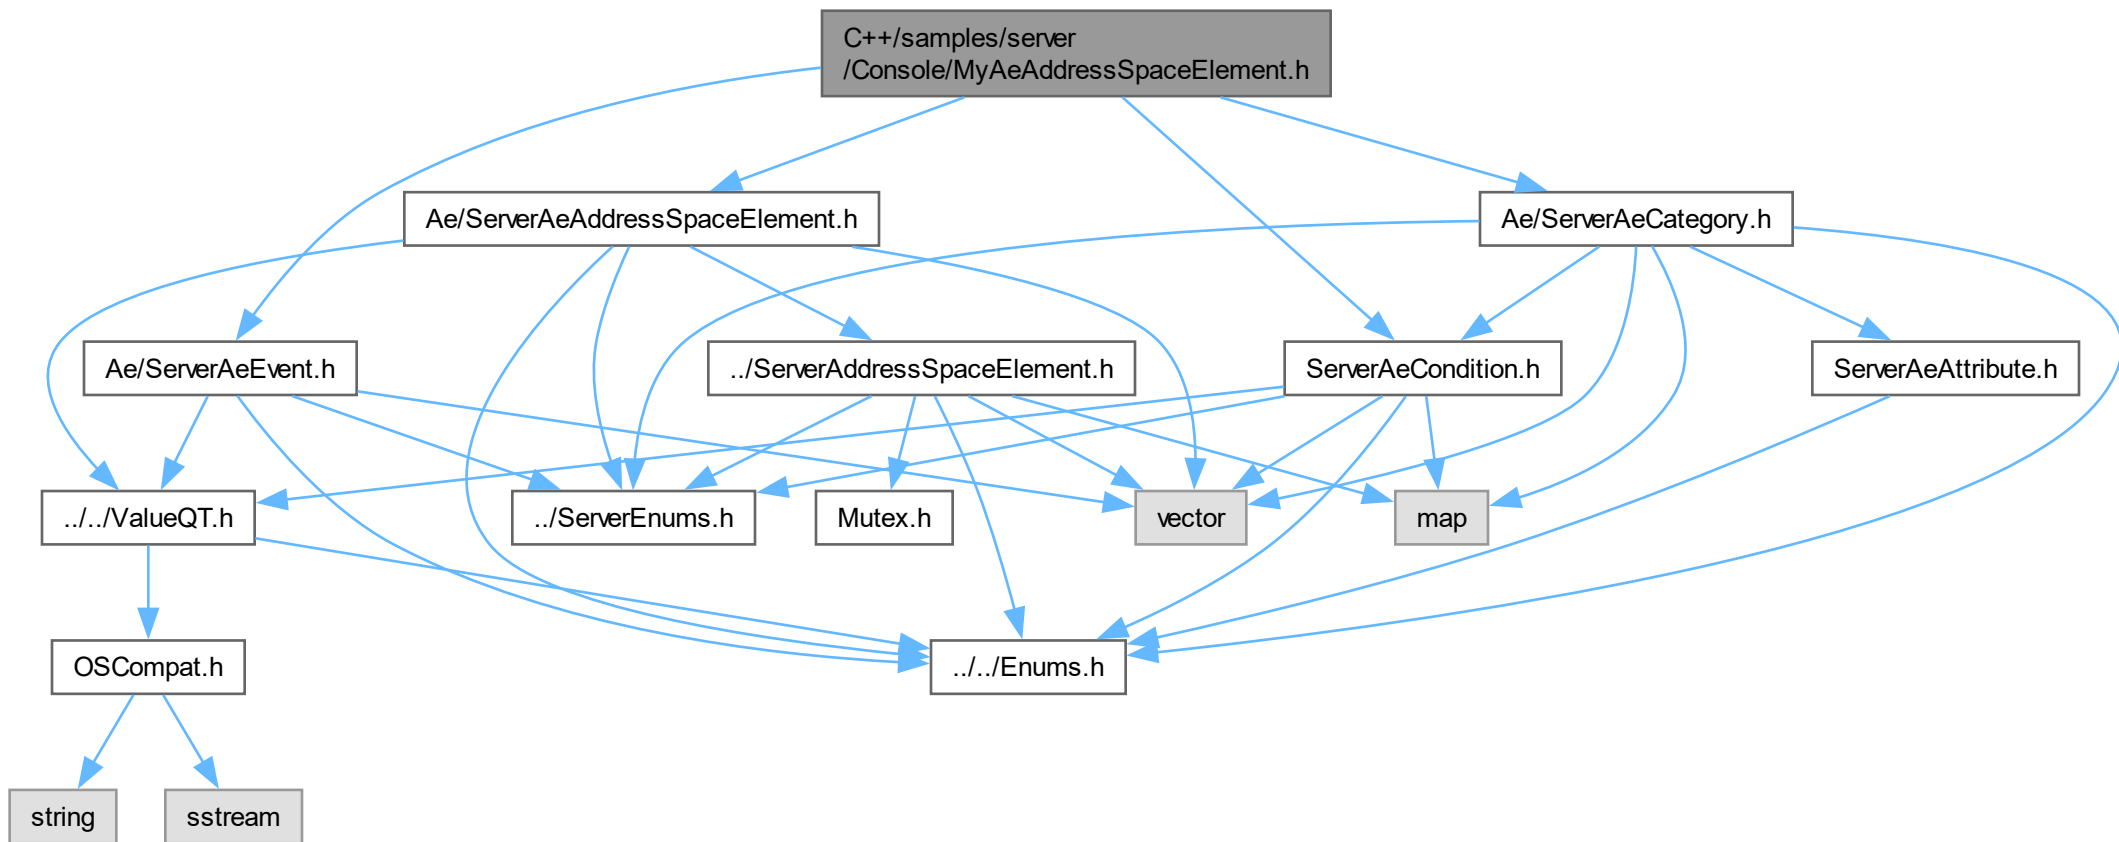 C++/samples/server
/Console/MyAeAddressSpaceElement.h
Ae/ServerAeAddressSpaceElement.h
Ae/ServerAeCategory.h
Ae/ServerAeEvent.h
../ServerAddressSpaceElement.h
ServerAeCondition.h
ServerAeAttribute.h
../../ValueQT.h
../ServerEnums.h
Mutex.h
vector
map
OSCompat.h
../../Enums.h
string
sstream